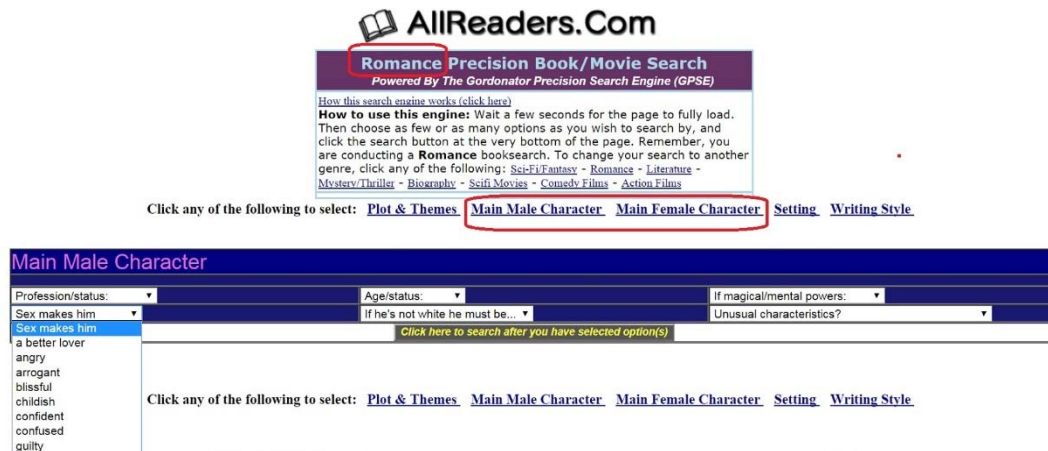 AllReaders.Com
Romance Precision Book/Movie Search
Powered By The Gordonator Precision Search Engine (GPSE)
How this search engine works (click here)
How to use this engine: Wait a few seconds for the page to fully load.
Then choose as few or as many options as you wish to search by, and
click the search button at the very bottom of the page. Remember, you
are conducting a Romance booksearch. To change your search to another
genre, click any of the following: Sci-Fi/Fantasy - Romance - Literature -
Mystery/Thriller - Biography - Scifi Movies - Comedy Films - Action Films
Click any of the following to select: Plot & Themes Main Male Character Main Female Character Setting Writing Style
Main Male Character
Profession/status: Age/status: If magical/mental powers:
Sex makes him If he's not white he must be... Unusual characteristics?
Click here to search after you have selected option(s)
Sex makes him
a better lover
angry
arrogant
blissful
childish
confident
confused
guilty
Click any of the following to select: Plot & Themes Main Male Character Main Female Character Setting Writing Style